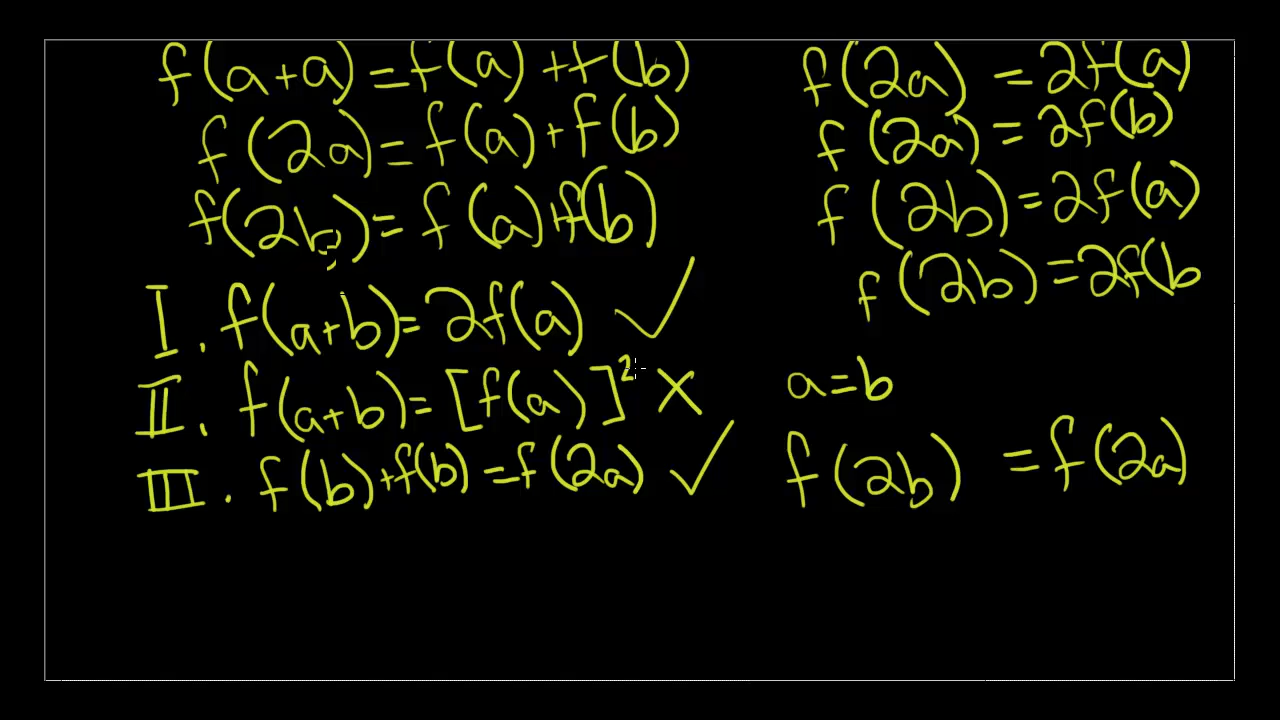 f(a+a)=f(a)+f(b)
f(2a)=f(a)+f(b)
f(2b)=f(a)+f(b)
I. f(a+b)=2f(a) ✓
II. f(a+b)=[f(a)]² X
III. f(b)+f(b)=f(2a) ✓
f(2a)=2f(a)
f(2a)=2f(b)
f(2b)=2f(a)
f(2b)=2f(b
a=b
f(2b)=f(2a)